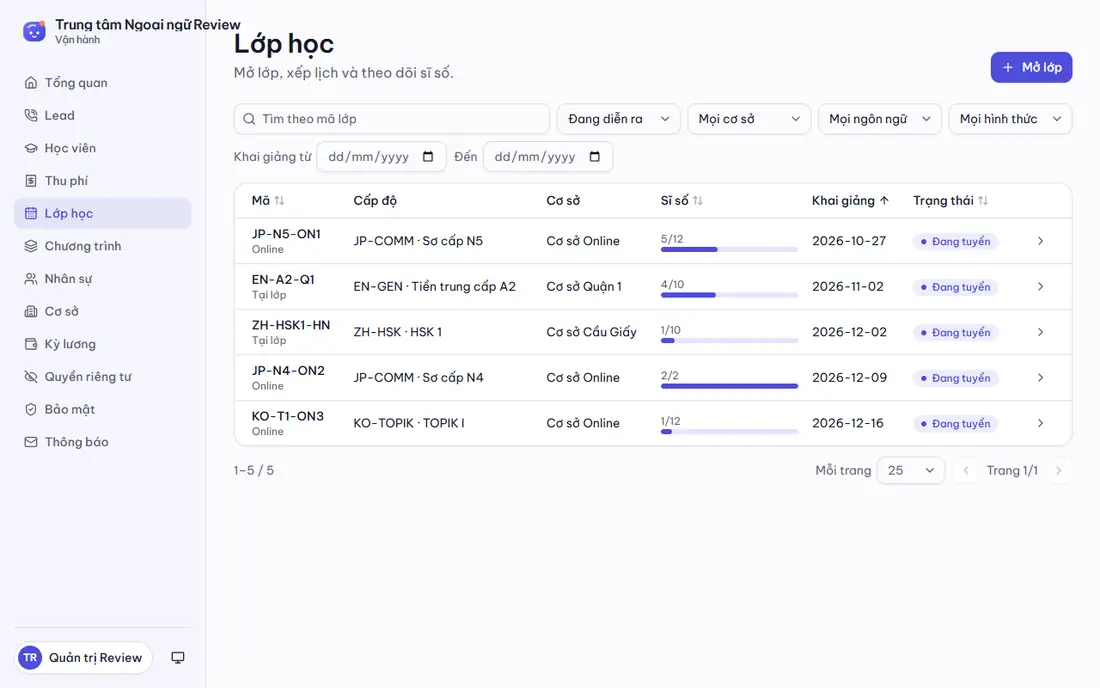 Trung tâm Ngoại ngữ Review
Vận hành
Tổng quan
Lead
Học viên
Thu phí
Lớp học
Chương trình
Nhân sự
Cơ sở
Kỳ lương
Quyền riêng tư
Bảo mật
Thông báo
TR Quản trị Review
Lớp học
Mở lớp, xếp lịch và theo dõi sĩ số.
+ Mở lớp
Tìm theo mã lớp Đang diễn ra Mọi cơ sở Mọi ngôn ngữ Mọi hình thức
Khai giảng từ dd/mm/yyyy Đến dd/mm/yyyy
Mã Cấp độ Cơ sở Sĩ số Khai giảng Trạng thái
JP-N5-ON1 JP-COMM · Sơ cấp N5 Cơ sở Online 5/12 2026-10-27 Đang tuyển
Online
EN-A2-Q1 EN-GEN · Tiền trung cấp A2 Cơ sở Quận 1 4/10 2026-11-02 Đang tuyển
Tại lớp
ZH-HSK1-HN ZH-HSK · HSK 1 Cơ sở Cầu Giấy 1/10 2026-12-02 Đang tuyển
Tại lớp
JP-N4-ON2 JP-COMM · Sơ cấp N4 Cơ sở Online 2/2 2026-12-09 Đang tuyển
Online
KO-T1-ON3 KO-TOPIK · TOPIK I Cơ sở Online 1/12 2026-12-16 Đang tuyển
Online
1–5 / 5 Mỗi trang 25 Trang 1/1